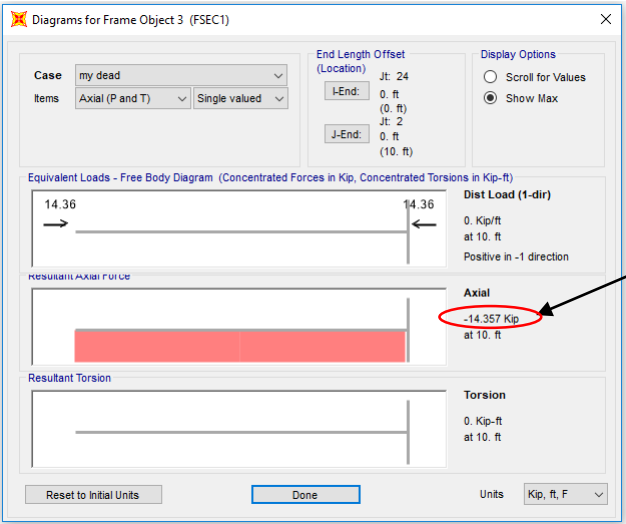 Diagrams for Frame Object 3 (FSEC1)
End Length Offset
(Location)
Display Options
Case my dead
Items Axial (P and T) Single valued
Jt: 24
I-End: 0. ft
(0. ft)
Jt: 2
J-End: 0. ft
(10. ft)
Scroll for Values
Show Max
Equivalent Loads - Free Body Diagram (Concentrated Forces in Kip, Concentrated Torsions in Kip-ft)
14.36
14.36
Dist Load (1-dir)
0. Kip/ft
at 10. ft
Positive in -1 direction
Resultant Axial Force
Axial
-14.357 Kip
at 10. ft
Resultant Torsion
Torsion
0. Kip-ft
at 10. ft
Reset to Initial Units
Done
Units Kip, ft, F